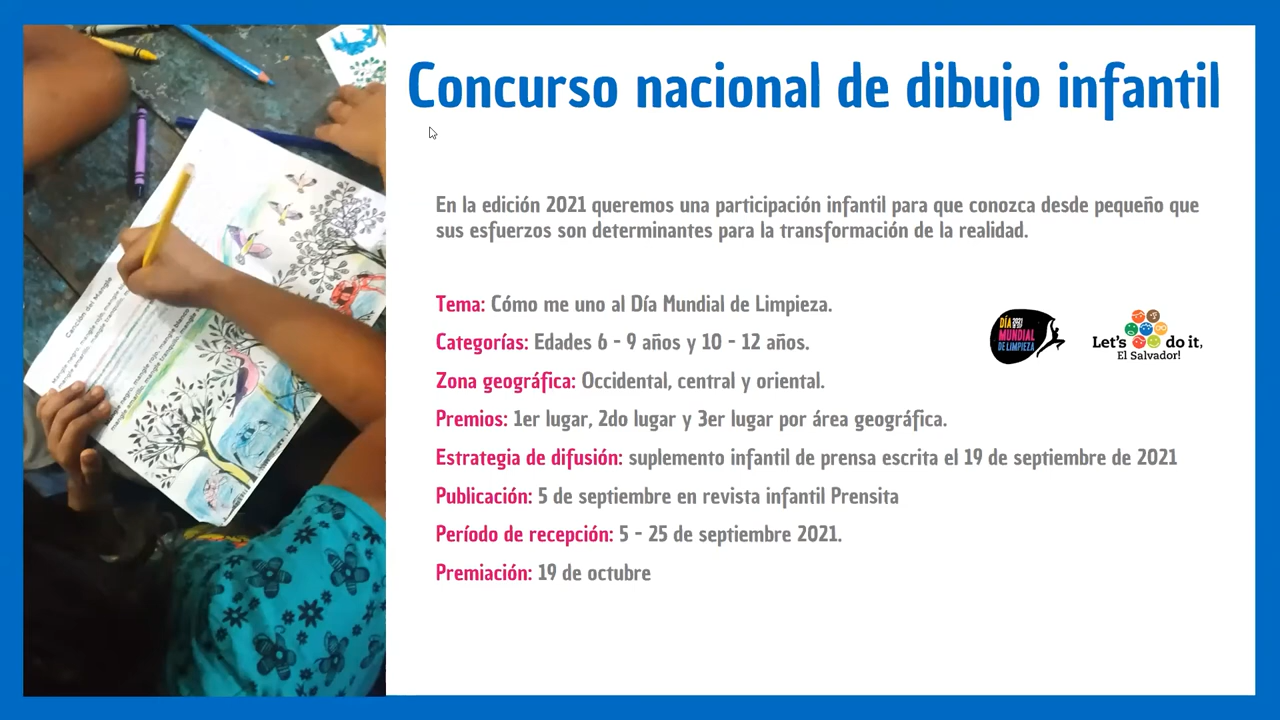 Concurso nacional de dibujo infantil
En la edición 2021 queremos una participación infantil para que conozca desde pequeño que
sus esfuerzos son determinantes para la transformación de la realidad.
Tema: Cómo me uno al Día Mundial de Limpieza.
Categorías: Edades 6 - 9 años y 10 - 12 años.
Zona geográfica: Occidental, central y oriental.
Premios: 1er lugar, 2do lugar y 3er lugar por área geográfica.
Estrategia de difusión: suplemento infantil de prensa escrita el 19 de septiembre de 2021
Publicación: 5 de septiembre en revista infantil Prensita
Período de recepción: 5 - 25 de septiembre 2021.
Premiación: 19 de octubre
DÍA 2021
MUNDIAL
DE LIMPIEZA
Let's do it,
El Salvador!
Canción del Mangle